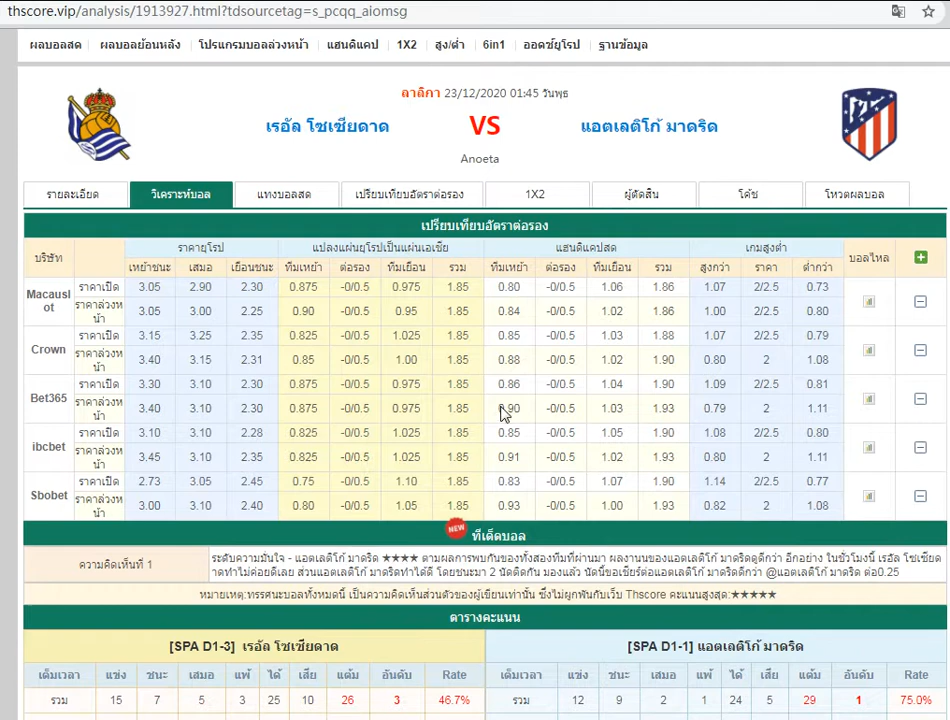 thscore.vip/analysis/1913927.html?tdsourcetag=s_pcqq_aiomsg
ผลบอลสด ผลบอลย้อนหลัง โปรแกรมบอลล่วงหน้า แฮนดิแคป 1X2 สูง/ต่ำ 6in1 ออดซ์ยุโรป ฐานข้อมูล
ลาลีกา 23/12/2020 01:45 วันพุธ
เรอัล โซเซียดาด VS แอตเลติโก้ มาดริด
Anoeta
รายละเอียด วิเคราะห์บอล แทงบอลสด เปรียบเทียบอัตราต่อรอง 1X2 ผู้ตัดสิน โค้ช โหวตผลบอล
เปรียบเทียบอัตราต่อรอง
บริษัท ราคายุโรป แปลงแผ่นยุโรปเป็นแผ่นเอเชีย แฮนดิแคปสด เกมสูงต่ำ บอลไหล
เหย้าชนะ เสมอ เยือนชนะ ทีมเหย้า ต่อรอง ทีมเยือน รวม ทีมเหย้า ต่อรอง ทีมเยือน รวม สูงกว่า ราคา ต่ำกว่า
Macauslot ราคาเปิด 3.05 2.90 2.30 0.875 -0/0.5 0.975 1.85 0.80 -0/0.5 1.06 1.86 1.07 2/2.5 0.73
ราคาล่วงหน้า 3.05 3.00 2.25 0.90 -0/0.5 0.95 1.85 0.84 -0/0.5 1.02 1.86 1.00 2/2.5 0.80
Crown ราคาเปิด 3.15 3.25 2.35 0.825 -0/0.5 1.025 1.85 0.85 -0/0.5 1.03 1.88 1.07 2/2.5 0.79
ราคาล่วงหน้า 3.40 3.15 2.31 0.85 -0/0.5 1.00 1.85 0.88 -0/0.5 1.02 1.90 0.80 2 1.08
Bet365 ราคาเปิด 3.30 3.10 2.30 0.875 -0/0.5 0.975 1.85 0.86 -0/0.5 1.04 1.90 1.09 2/2.5 0.81
ราคาล่วงหน้า 3.40 3.10 2.30 0.875 -0/0.5 0.975 1.85 0.90 -0/0.5 1.03 1.93 0.79 2 1.11
ibcbet ราคาเปิด 3.10 3.10 2.28 0.825 -0/0.5 1.025 1.85 0.85 -0/0.5 1.05 1.90 1.08 2/2.5 0.80
ราคาล่วงหน้า 3.45 3.10 2.35 0.825 -0/0.5 1.025 1.85 0.91 -0/0.5 1.02 1.93 0.80 2 1.11
Sbobet ราคาเปิด 2.73 3.05 2.45 0.75 -0/0.5 1.10 1.85 0.83 -0/0.5 1.07 1.90 1.14 2/2.5 0.77
ราคาล่วงหน้า 3.00 3.10 2.40 0.80 -0/0.5 1.05 1.85 0.93 -0/0.5 1.00 1.93 0.82 2 1.08
NEW ทีเด็ดบอล
ความคิดเห็นที่ 1 ระดับความมั่นใจ - แอตเลติโก้ มาดริด ★★★★ ตามผลการพบกันของทั้งสองทีมที่ผ่านมา ผลงานนของแอตเลติโก้ มาดริดดูดีกว่า อีกอย่าง ในชั่วโมงนี้ เรอัล โซเซีย
ดาดทำไม่ค่อยดีเลย ส่วนแอตเลติโก้ มาดริดทำได้ดี โดยชนะมา 2 นัดติดกัน มองแล้ว นัดนี้ขอเชียร์ต่อแอตเลติโก้ มาดริดดีกว่า @แอตเลติโก้ มาดริด ต่อ0.25
หมายเหตุ:ทรรศนะบอลทั้งหมดนี้ เป็นความคิดเห็นส่วนตัวของผู้เขียนเท่านั้น ซึ่งไม่ผูกพันกับเว็บ Thscore คะแนนสูงสุด:★★★★★
ตารางคะแนน
[SPA D1-3] เรอัล โซเซียดาด [SPA D1-1] แอตเลติโก้ มาดริด
เต็มเวลา แข่ง ชนะ เสมอ แพ้ ได้ เสีย แต้ม อันดับ Rate เต็มเวลา แข่ง ชนะ เสมอ แพ้ ได้ เสีย แต้ม อันดับ Rate
รวม 15 7 5 3 25 10 26 3 46.7% รวม 12 9 2 1 24 5 29 1 75.0%